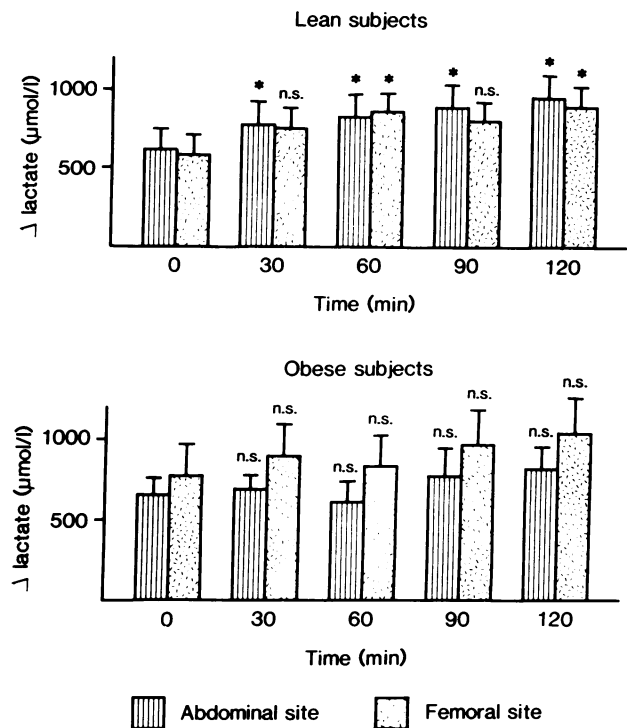 Lean subjects
Δ lactate (μmol/l)
1000
500
* * n.s. * * * n.s. * *
0 30 60 90 120
Time (min)
Obese subjects
Δ lactate (μmol/l)
1000
500
n.s. n.s. n.s. n.s. n.s. n.s. n.s. n.s.
0 30 60 90 120
Time (min)
Abdominal site Femoral site